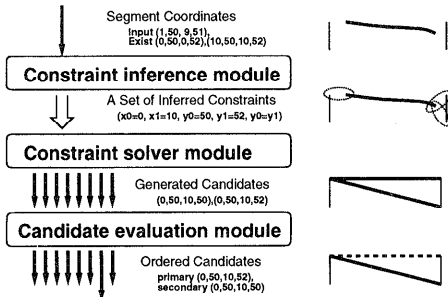 Segment Coordinates
Input (1,50, 9,51),
Exist (0,50,0,52),(10,50,10,52)
Constraint inference module
A Set of Inferred Constraints
(x0=0, x1=10, y0=50, y1=52, y0=y1)
Constraint solver module
Generated Candidates
(0,50,10,50),(0,50,10,52)
Candidate evaluation module
Ordered Candidates
primary (0,50,10,52),
secondary (0,50,10,50)